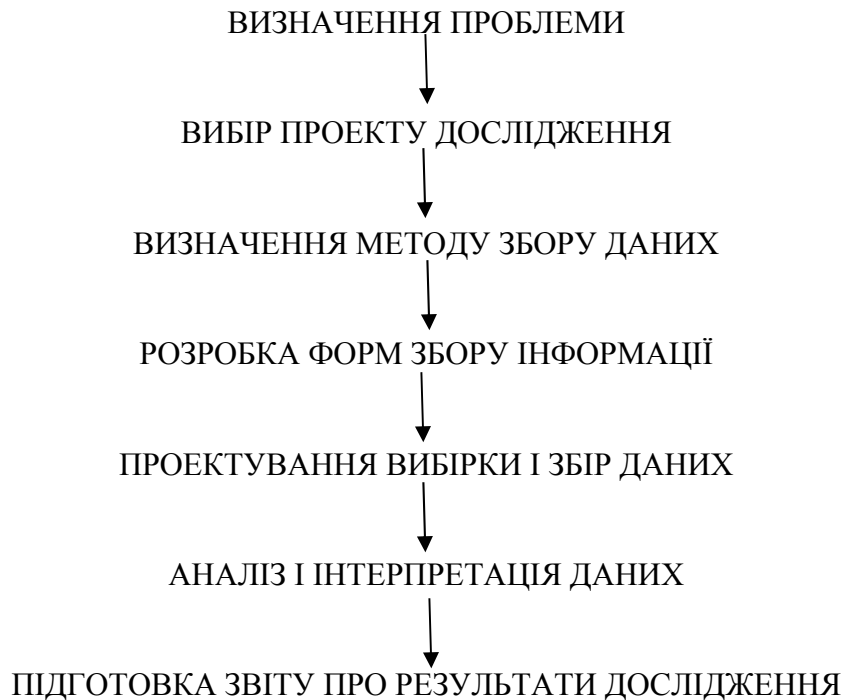 ВИЗНАЧЕННЯ ПРОБЛЕМИ
ВИБІР ПРОЕКТУ ДОСЛІДЖЕННЯ
ВИЗНАЧЕННЯ МЕТОДУ ЗБОРУ ДАНИХ
РОЗРОБКА ФОРМ ЗБОРУ ІНФОРМАЦІЇ
ПРОЕКТУВАННЯ ВИБІРКИ І ЗБІР ДАНИХ
АНАЛІЗ І ІНТЕРПРЕТАЦІЯ ДАНИХ
ПІДГОТОВКА ЗВІТУ ПРО РЕЗУЛЬТАТИ ДОСЛІДЖЕННЯ